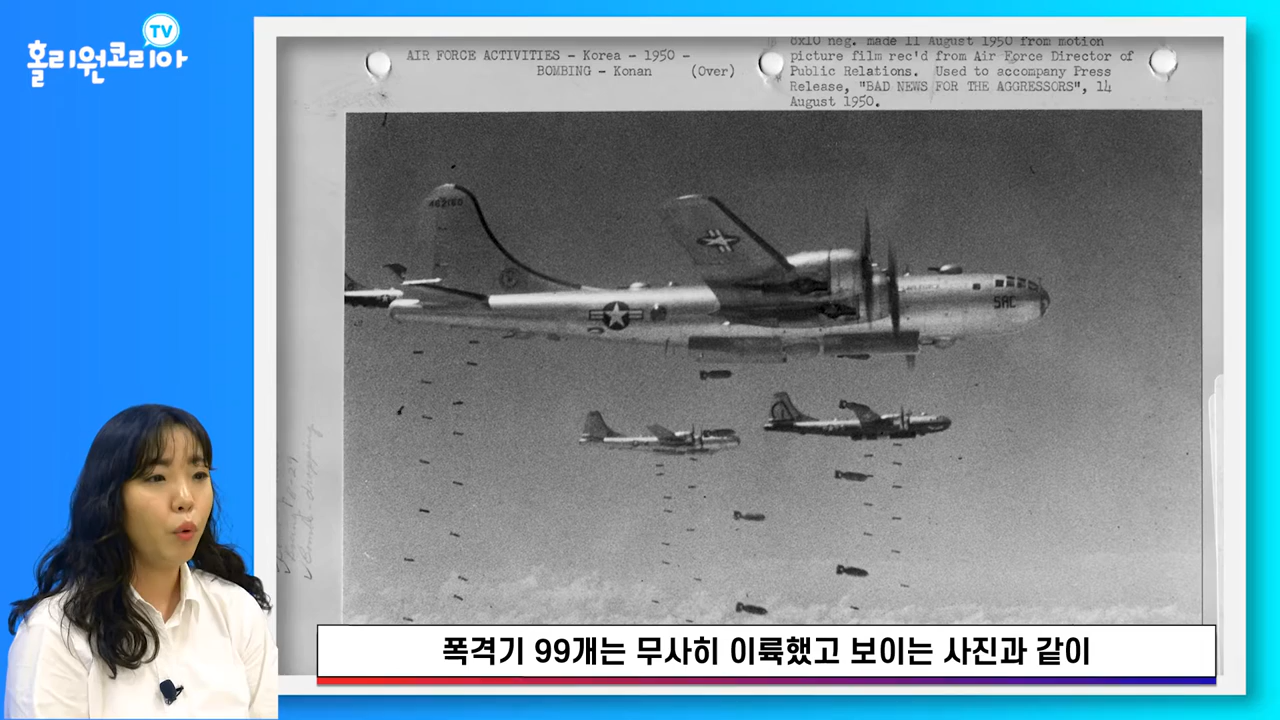 홀리원코리아 TV
AIR FORCE ACTIVITIES - Korea - 1950 -
BOMBING - Konan (Over)
8x10 neg. made 11 August 1950 from motion
picture film rec'd from Air Force Director of
Public Relations. Used to accompany Press
Release, "BAD NEWS FOR THE AGGRESSORS", 14
August 1950.
462160
SAC
폭격기 99개는 무사히 이륙했고 보이는 사진과 같이